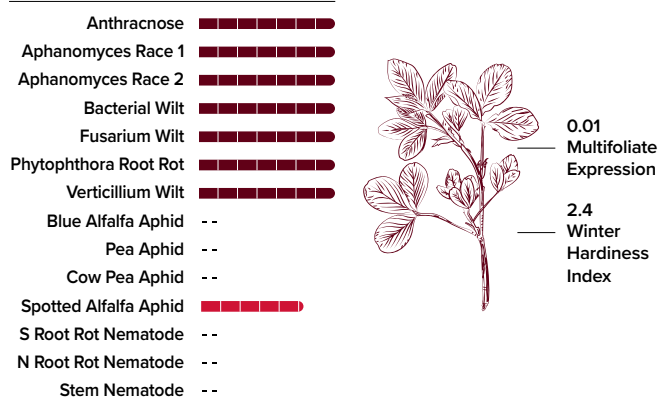 Anthracnose
Aphanomyces Race 1
Aphanomyces Race 2
Bacterial Wilt
Fusarium Wilt
Phytophthora Root Rot
Verticillium Wilt
Blue Alfalfa Aphid --
Pea Aphid --
Cow Pea Aphid --
Spotted Alfalfa Aphid
S Root Rot Nematode --
N Root Rot Nematode --
Stem Nematode --
0.01
Multifoliate
Expression
2.4
Winter
Hardiness
Index